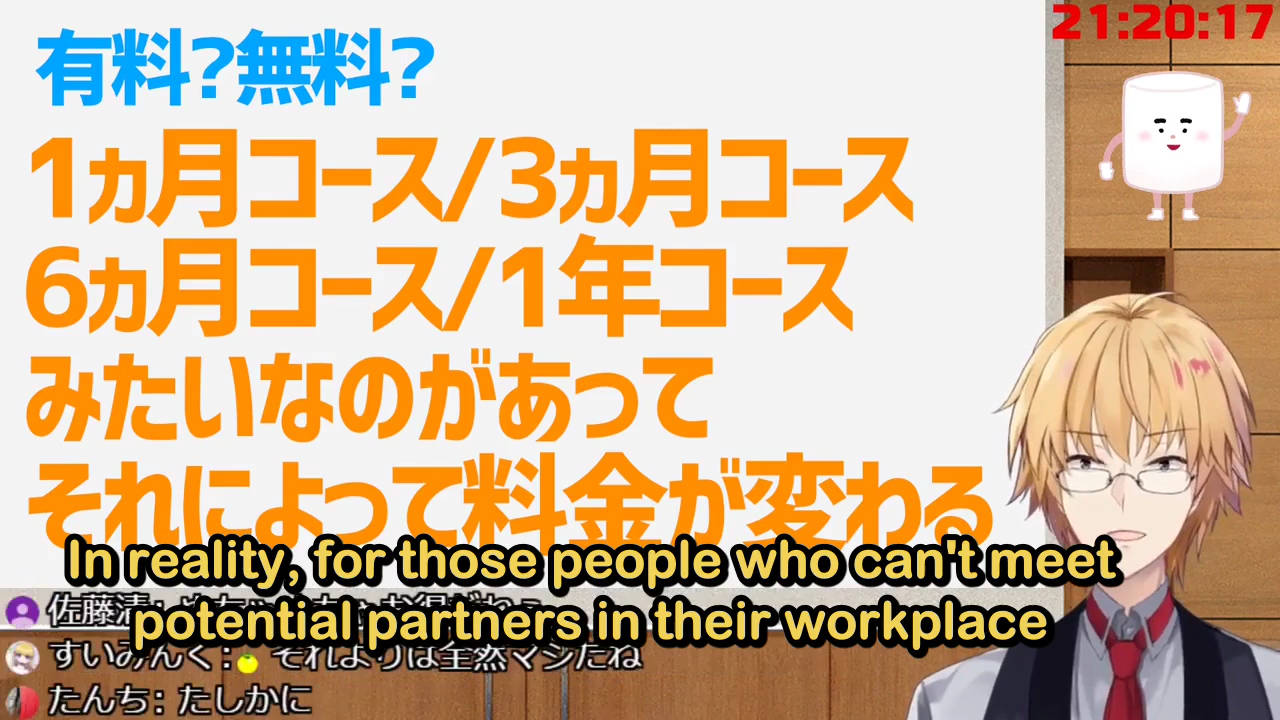 有料?無料?
21:20:17
1ヵ月コース/3ヵ月コース
6ヵ月コース/1年コース
みたいなのがあって
それによって料金が変わる
In reality, for those people who can't meet
potential partners in their workplace
佐藤清:
すいみんぐ: それよりは全然マシだね
たんち: たしかに